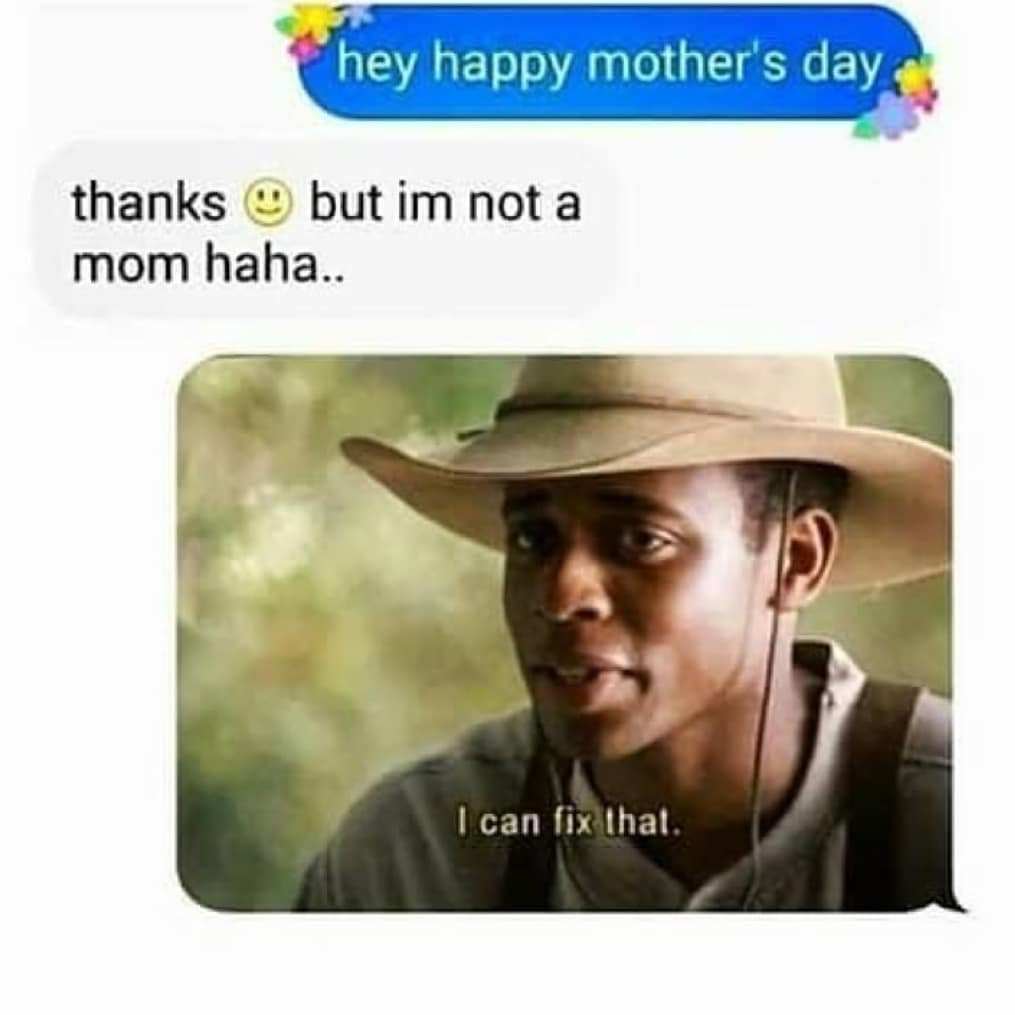 hey happy mother's day
thanks 🙂 but im not a
mom haha..
I can fix that.